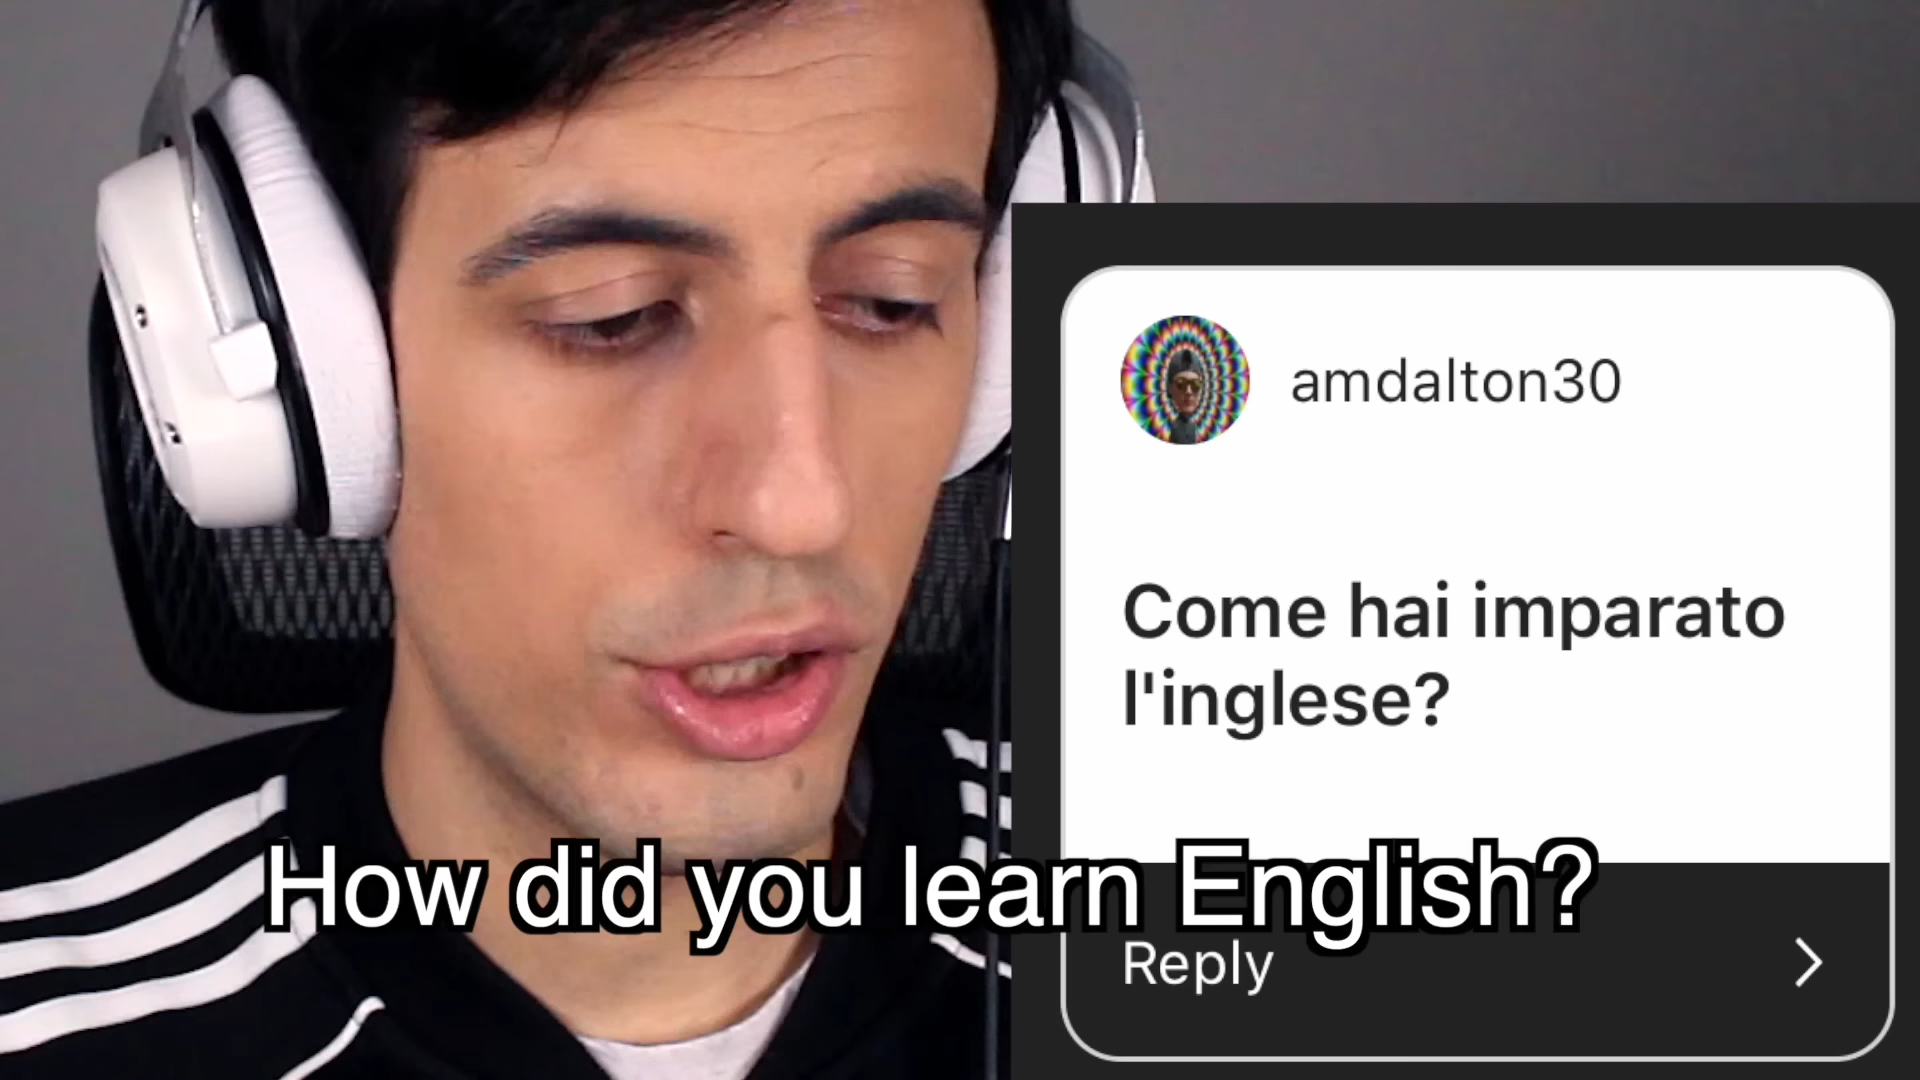 amdalton30
Come hai imparato
l'inglese?
How did you learn English?
Reply